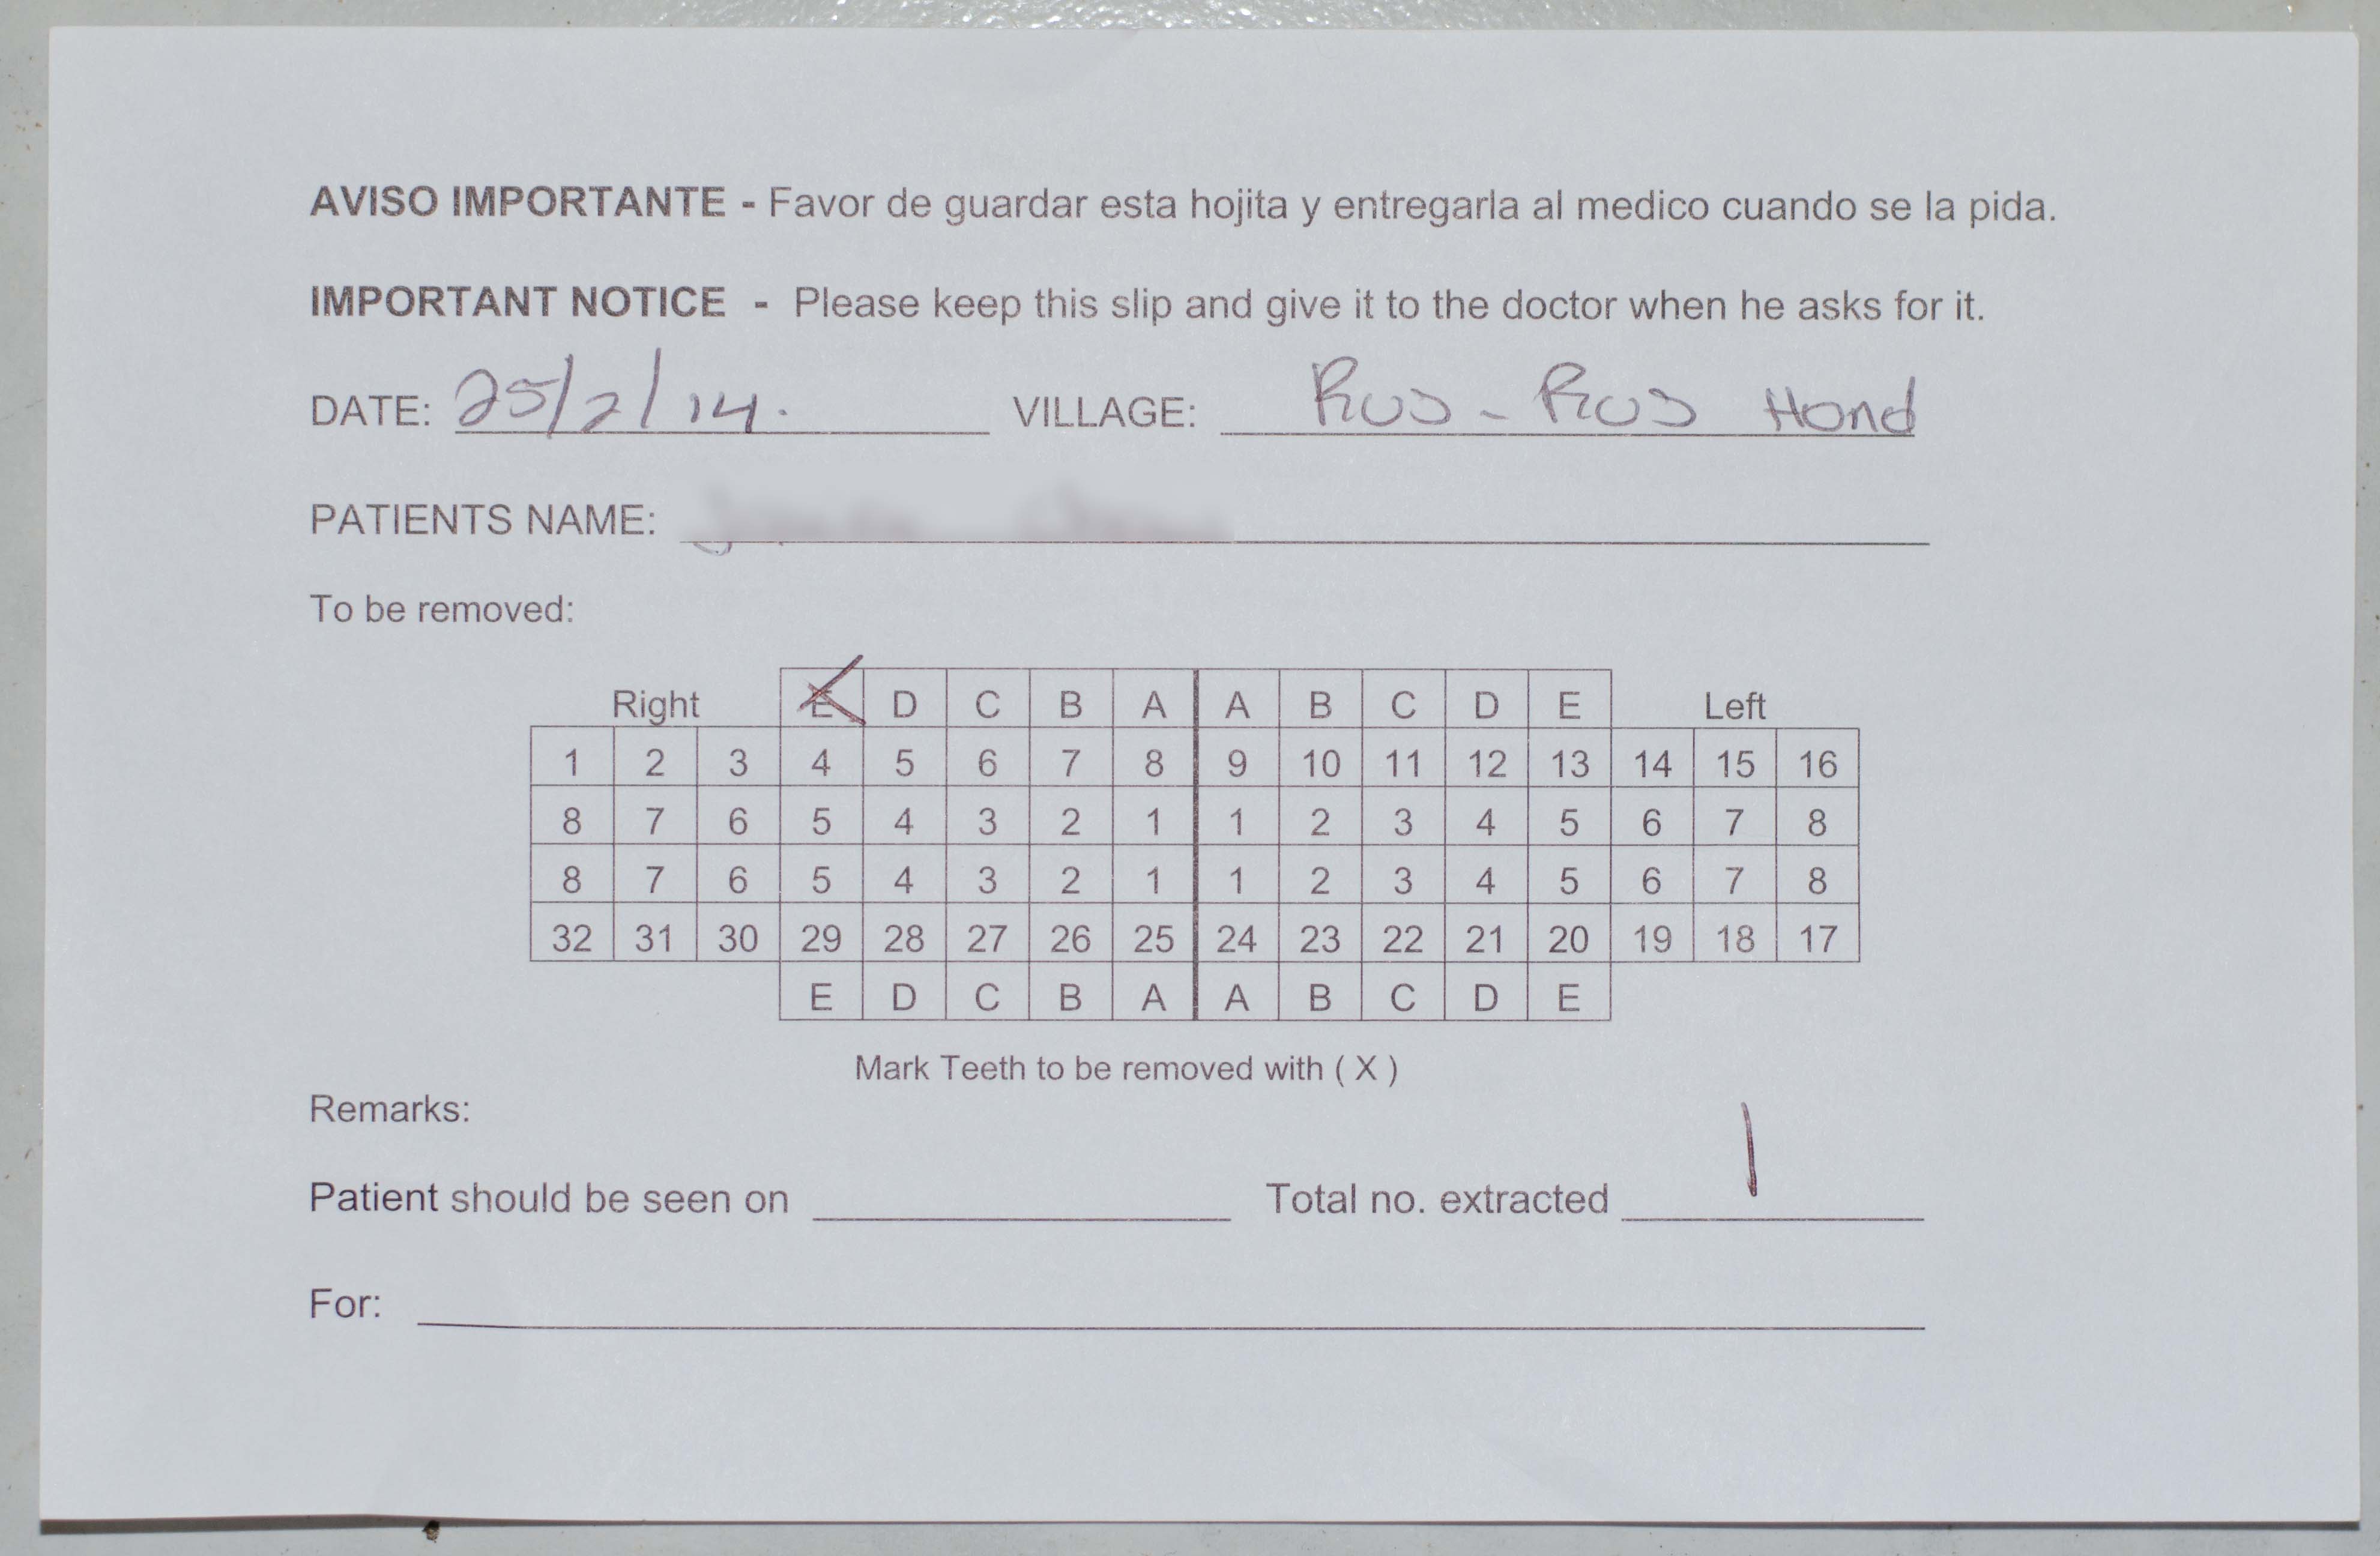 AVISO IMPORTANTE - Favor de guardar esta hojita y entregarla al medico cuando se la pida.
IMPORTANT NOTICE - Please keep this slip and give it to the doctor when he asks for it.
DATE: 25/2/14. VILLAGE: Rus - Rus Hond
PATIENTS NAME:
To be removed:
Right E D C B A A B C D E Left
1 2 3 4 5 6 7 8 9 10 11 12 13 14 15 16
8 7 6 5 4 3 2 1 1 2 3 4 5 6 7 8
8 7 6 5 4 3 2 1 1 2 3 4 5 6 7 8
32 31 30 29 28 27 26 25 24 23 22 21 20 19 18 17
E D C B A A B C D E
Mark Teeth to be removed with ( X )
Remarks:
Patient should be seen on Total no. extracted 1
For: